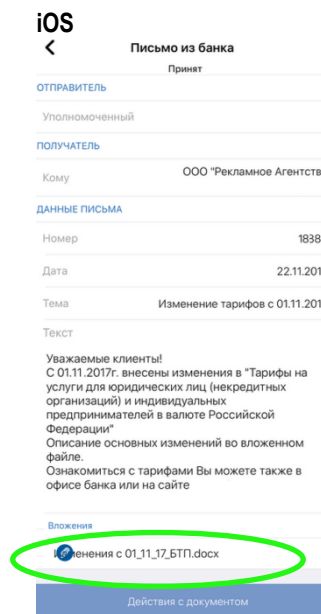 iOS
Письмо из банка
Принят
ОТПРАВИТЕЛЬ
Уполномоченный
ПОЛУЧАТЕЛЬ
Кому ООО "Рекламное Агентств
ДАННЫЕ ПИСЬМА
Номер 1838
Дата 22.11.201
Тема Изменение тарифов с 01.11.201
Текст
Уважаемые клиенты!
С 01.11.2017г. внесены изменения в "Тарифы на
услуги для юридических лиц (некредитных
организаций) и индивидуальных
предпринимателей в валюте Российской
Федерации"
Описание основных изменений во вложенном
файле.
Ознакомиться с тарифами Вы можете также в
офисе банка или на сайте
Вложения
Изменения с 01_11_17_БТП.docx
Действия с документом